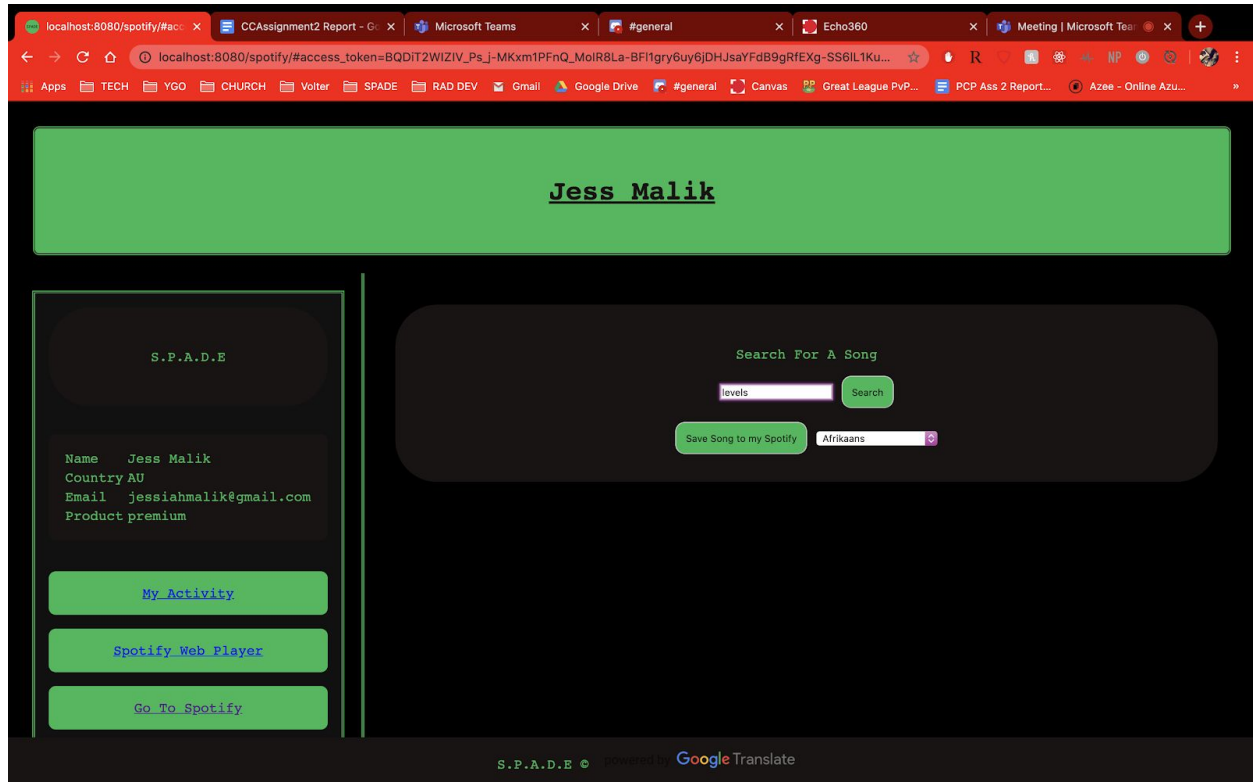 localhost:8080/spotify/#acc
CCAssignment2 Report - Go
Microsoft Teams
#general
Echo360
Meeting | Microsoft Tea
localhost:8080/spotify/#access_token=BQDiT2WIZIV_Ps_j-MKxm1PFnQ_MolR8La-BFl1gry6uy6jDHJsaYFdB9gRfEXg-SS6IL1Ku...
R
NP
Apps
TECH
YGO
CHURCH
Volter
SPADE
RAD DEV
Gmail
Google Drive
#general
Canvas
Great League PvP...
PCP Ass 2 Report...
Azee - Online Azu...
»
Jess Malik
S.P.A.D.E
Name Jess Malik
Country AU
Email jessiahmalik@gmail.com
Product premium
My Activity
Spotify Web Player
Go To Spotify
Search For A Song
levels
Search
Save Song to my Spotify
Afrikaans
S.P.A.D.E © powered by Google Translate